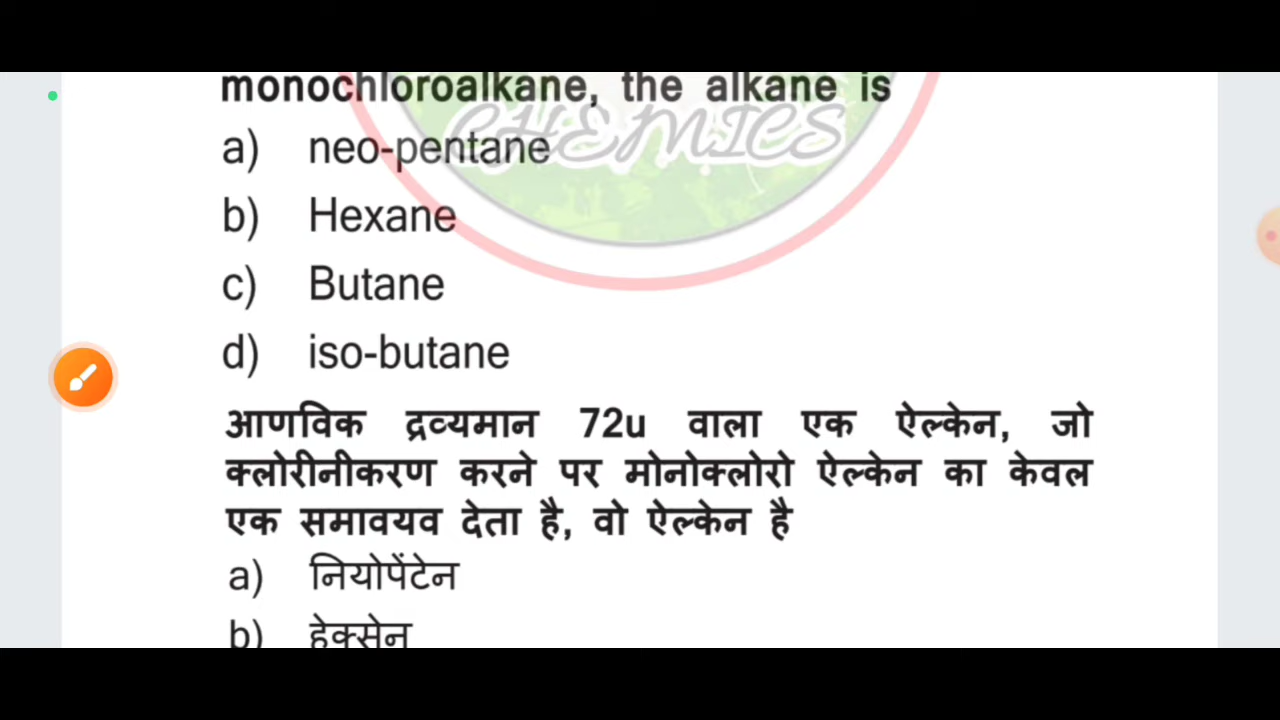 monochloroalkane, the alkane is
CHEMICS
a) neo-pentane
b) Hexane
c) Butane
d) iso-butane
आणविक द्रव्यमान 72u वाला एक ऐल्केन, जो
क्लोरीनीकरण करने पर मोनोक्लोरो ऐल्केन का केवल
एक समावयव देता है, वो ऐल्केन है
a) नियोपेंटेन
b) हेक्सेन